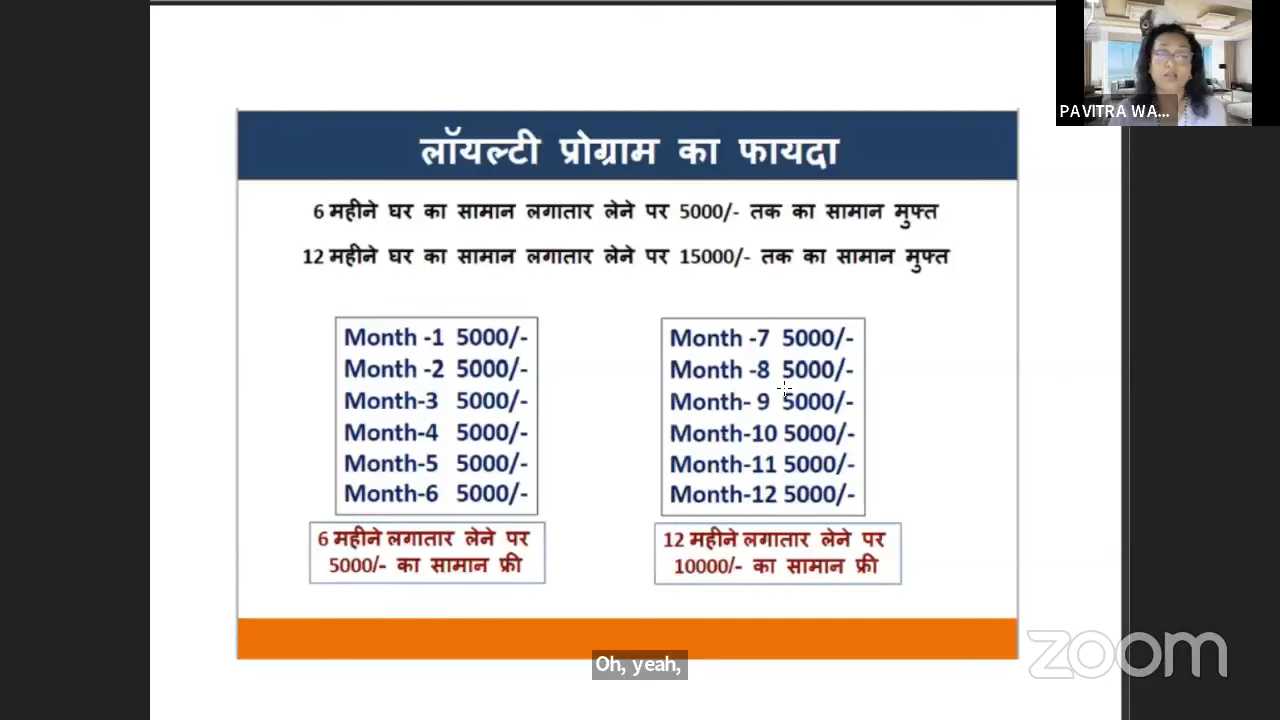 PAVITRA WA...
लॉयल्टी प्रोग्राम का फायदा
6 महीने घर का सामान लगातार लेने पर 5000/- तक का सामान मुफ्त
12 महीने घर का सामान लगातार लेने पर 15000/- तक का सामान मुफ्त
Month -1 5000/-
Month -2 5000/-
Month-3 5000/-
Month-4 5000/-
Month-5 5000/-
Month-6 5000/-
6 महीने लगातार लेने पर
5000/- का सामान फ्री
Month -7 5000/-
Month -8 5000/-
Month- 9 5000/-
Month-10 5000/-
Month-11 5000/-
Month-12 5000/-
12 महीने लगातार लेने पर
10000/- का सामान फ्री
zoom
Oh, yeah,